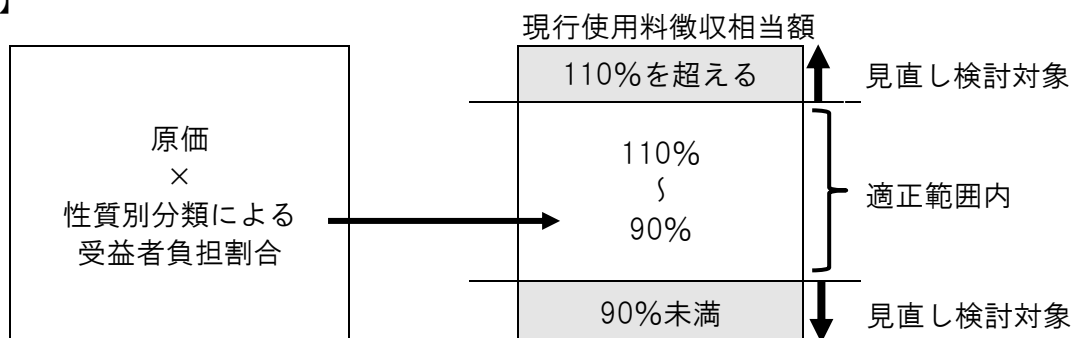 】
現行使用料徴収相当額
原価
×
性質別分類による
受益者負担割合
110%を超える
見直し検討対象
110%
〜
90%
適正範囲内
90%未満
見直し検討対象